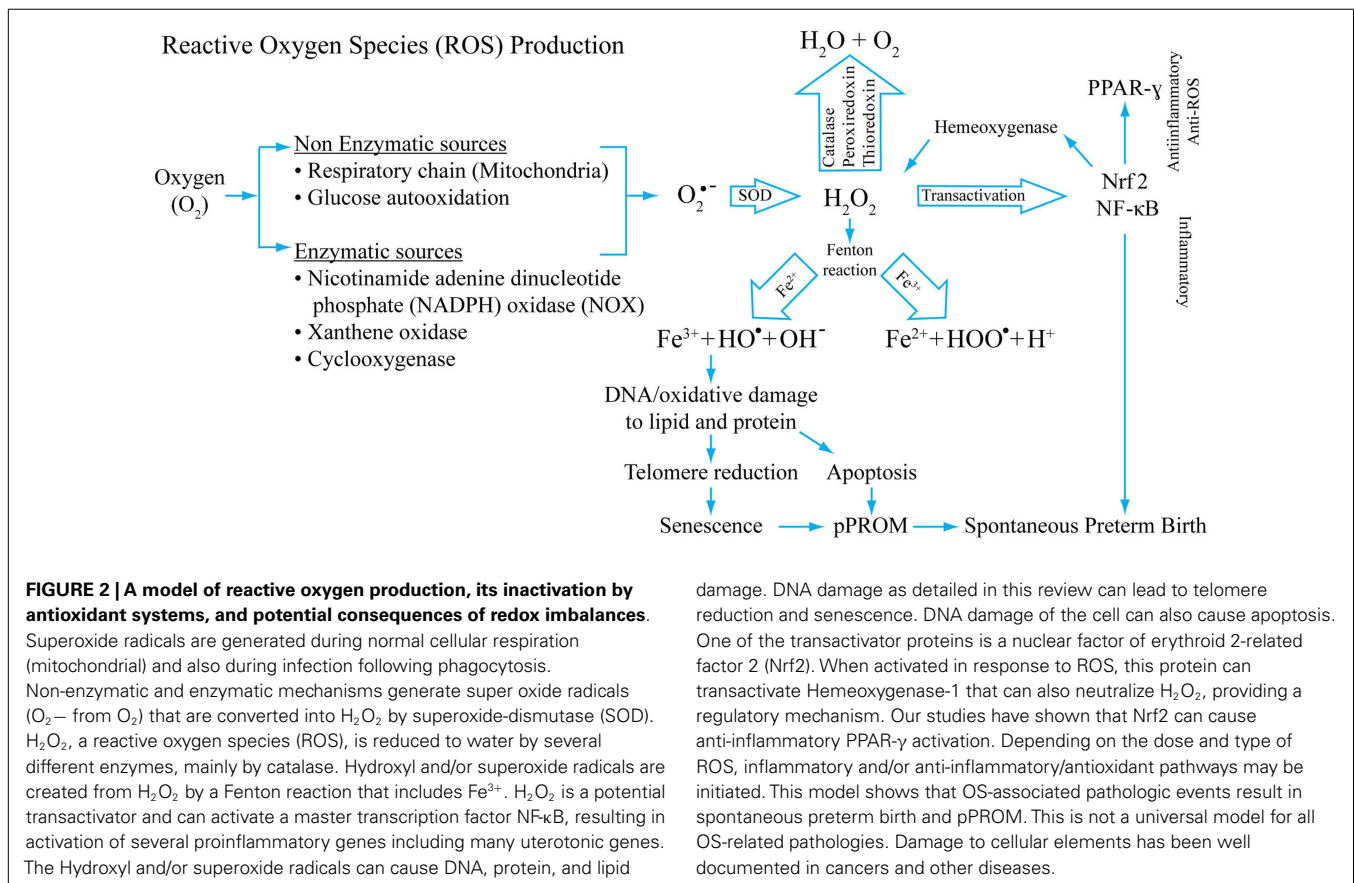 Reactive Oxygen Species (ROS) Production
H₂O + O₂
Catalase
Peroxiredoxin
Thioredoxin
PPAR-ɣ
Antiinflammatory
Anti-ROS
Hemeoxygenase
Oxygen
(O₂)
Non Enzymatic sources
• Respiratory chain (Mitochondria)
• Glucose autooxidation
Enzymatic sources
• Nicotinamide adenine dinucleotide
phosphate (NADPH) oxidase (NOX)
• Xanthene oxidase
• Cyclooxygenase
O₂•⁻
SOD
H₂O₂
Transactivation
Nrf2
NF-κB
Inflammatory
Fenton
reaction
Fe²⁺
Fe³⁺
Fe³⁺+HO•+OH⁻
Fe²⁺+HOO•+H⁺
DNA/oxidative damage
to lipid and protein
Telomere reduction
Apoptosis
Senescence
pPROM
Spontaneous Preterm Birth
FIGURE 2 | A model of reactive oxygen production, its inactivation by
antioxidant systems, and potential consequences of redox imbalances.
Superoxide radicals are generated during normal cellular respiration
(mitochondrial) and also during infection following phagocytosis.
Non-enzymatic and enzymatic mechanisms generate super oxide radicals
(O₂− from O₂) that are converted into H₂O₂ by superoxide-dismutase (SOD).
H₂O₂, a reactive oxygen species (ROS), is reduced to water by several
different enzymes, mainly by catalase. Hydroxyl and/or superoxide radicals are
created from H₂O₂ by a Fenton reaction that includes Fe³⁺. H₂O₂ is a potential
transactivator and can activate a master transcription factor NF-κB, resulting in
activation of several proinflammatory genes including many uterotonic genes.
The Hydroxyl and/or superoxide radicals can cause DNA, protein, and lipid
damage. DNA damage as detailed in this review can lead to telomere
reduction and senescence. DNA damage of the cell can also cause apoptosis.
One of the transactivator proteins is a nuclear factor of erythroid 2-related
factor 2 (Nrf2). When activated in response to ROS, this protein can
transactivate Hemeoxygenase-1 that can also neutralize H₂O₂, providing a
regulatory mechanism. Our studies have shown that Nrf2 can cause
anti-inflammatory PPAR-γ activation. Depending on the dose and type of
ROS, inflammatory and/or anti-inflammatory/antioxidant pathways may be
initiated. This model shows that OS-associated pathologic events result in
spontaneous preterm birth and pPROM. This is not a universal model for all
OS-related pathologies. Damage to cellular elements has been well
documented in cancers and other diseases.